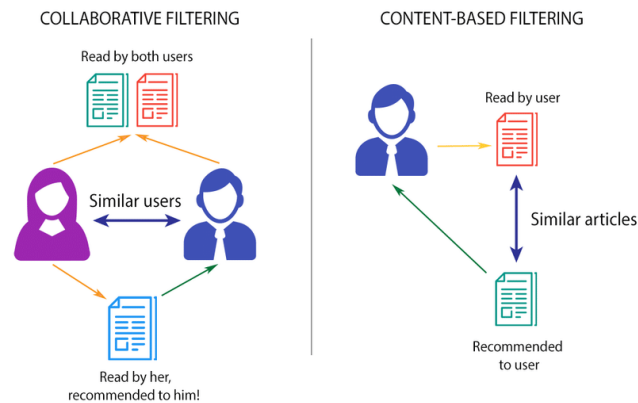 COLLABORATIVE FILTERING
Read by both users
Similar users
Read by her,
recommended to him!
CONTENT-BASED FILTERING
Read by user
Similar articles
Recommended
to user